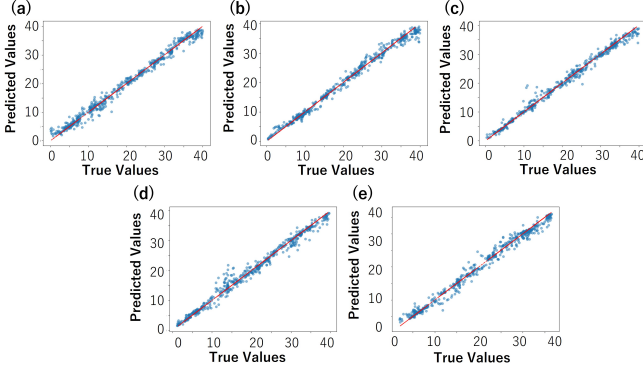 (a) (b) (c)
Predicted Values Predicted Values Predicted Values
40 40 40
30 30 30
20 20 20
10 10 10
0 0 0
0 10 20 30 40 0 10 20 30 40 0 10 20 30 40
True Values True Values True Values
(d) (e)
Predicted Values Predicted Values
40 40
30 30
20 20
10 10
0 0
0 10 20 30 40 0 10 20 30 40
True Values True Values